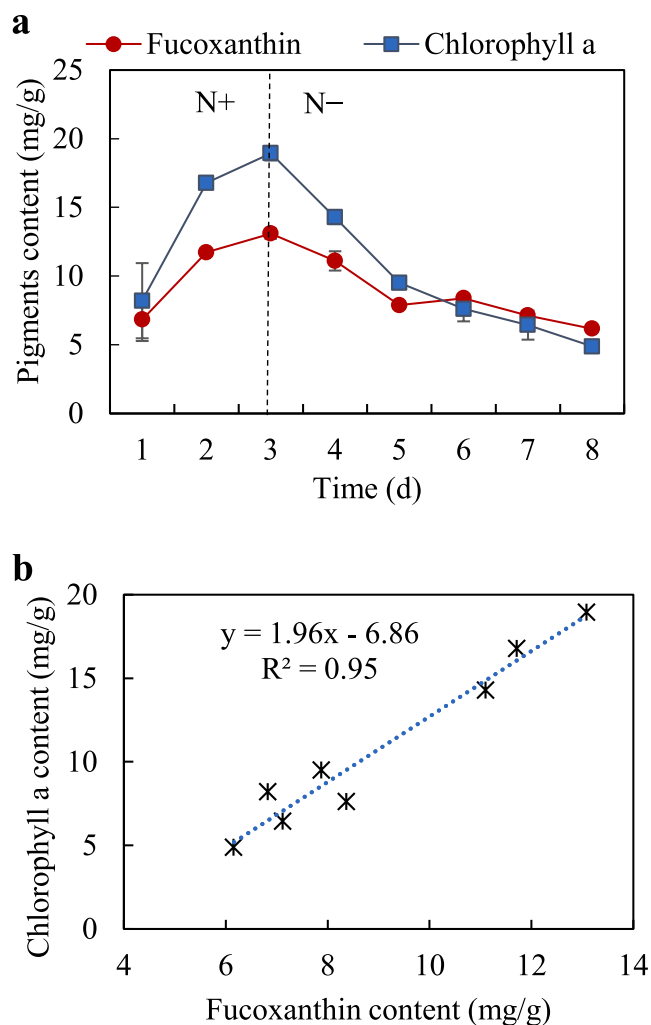 a
Fucoxanthin Chlorophyll a
25
20
15
10
5
0
Pigments content (mg/g)
N+ N−
1 2 3 4 5 6 7 8
Time (d)
b
20
15
10
5
0
Chlorophyll a content (mg/g)
y = 1.96x - 6.86
R² = 0.95
4 6 8 10 12 14
Fucoxanthin content (mg/g)